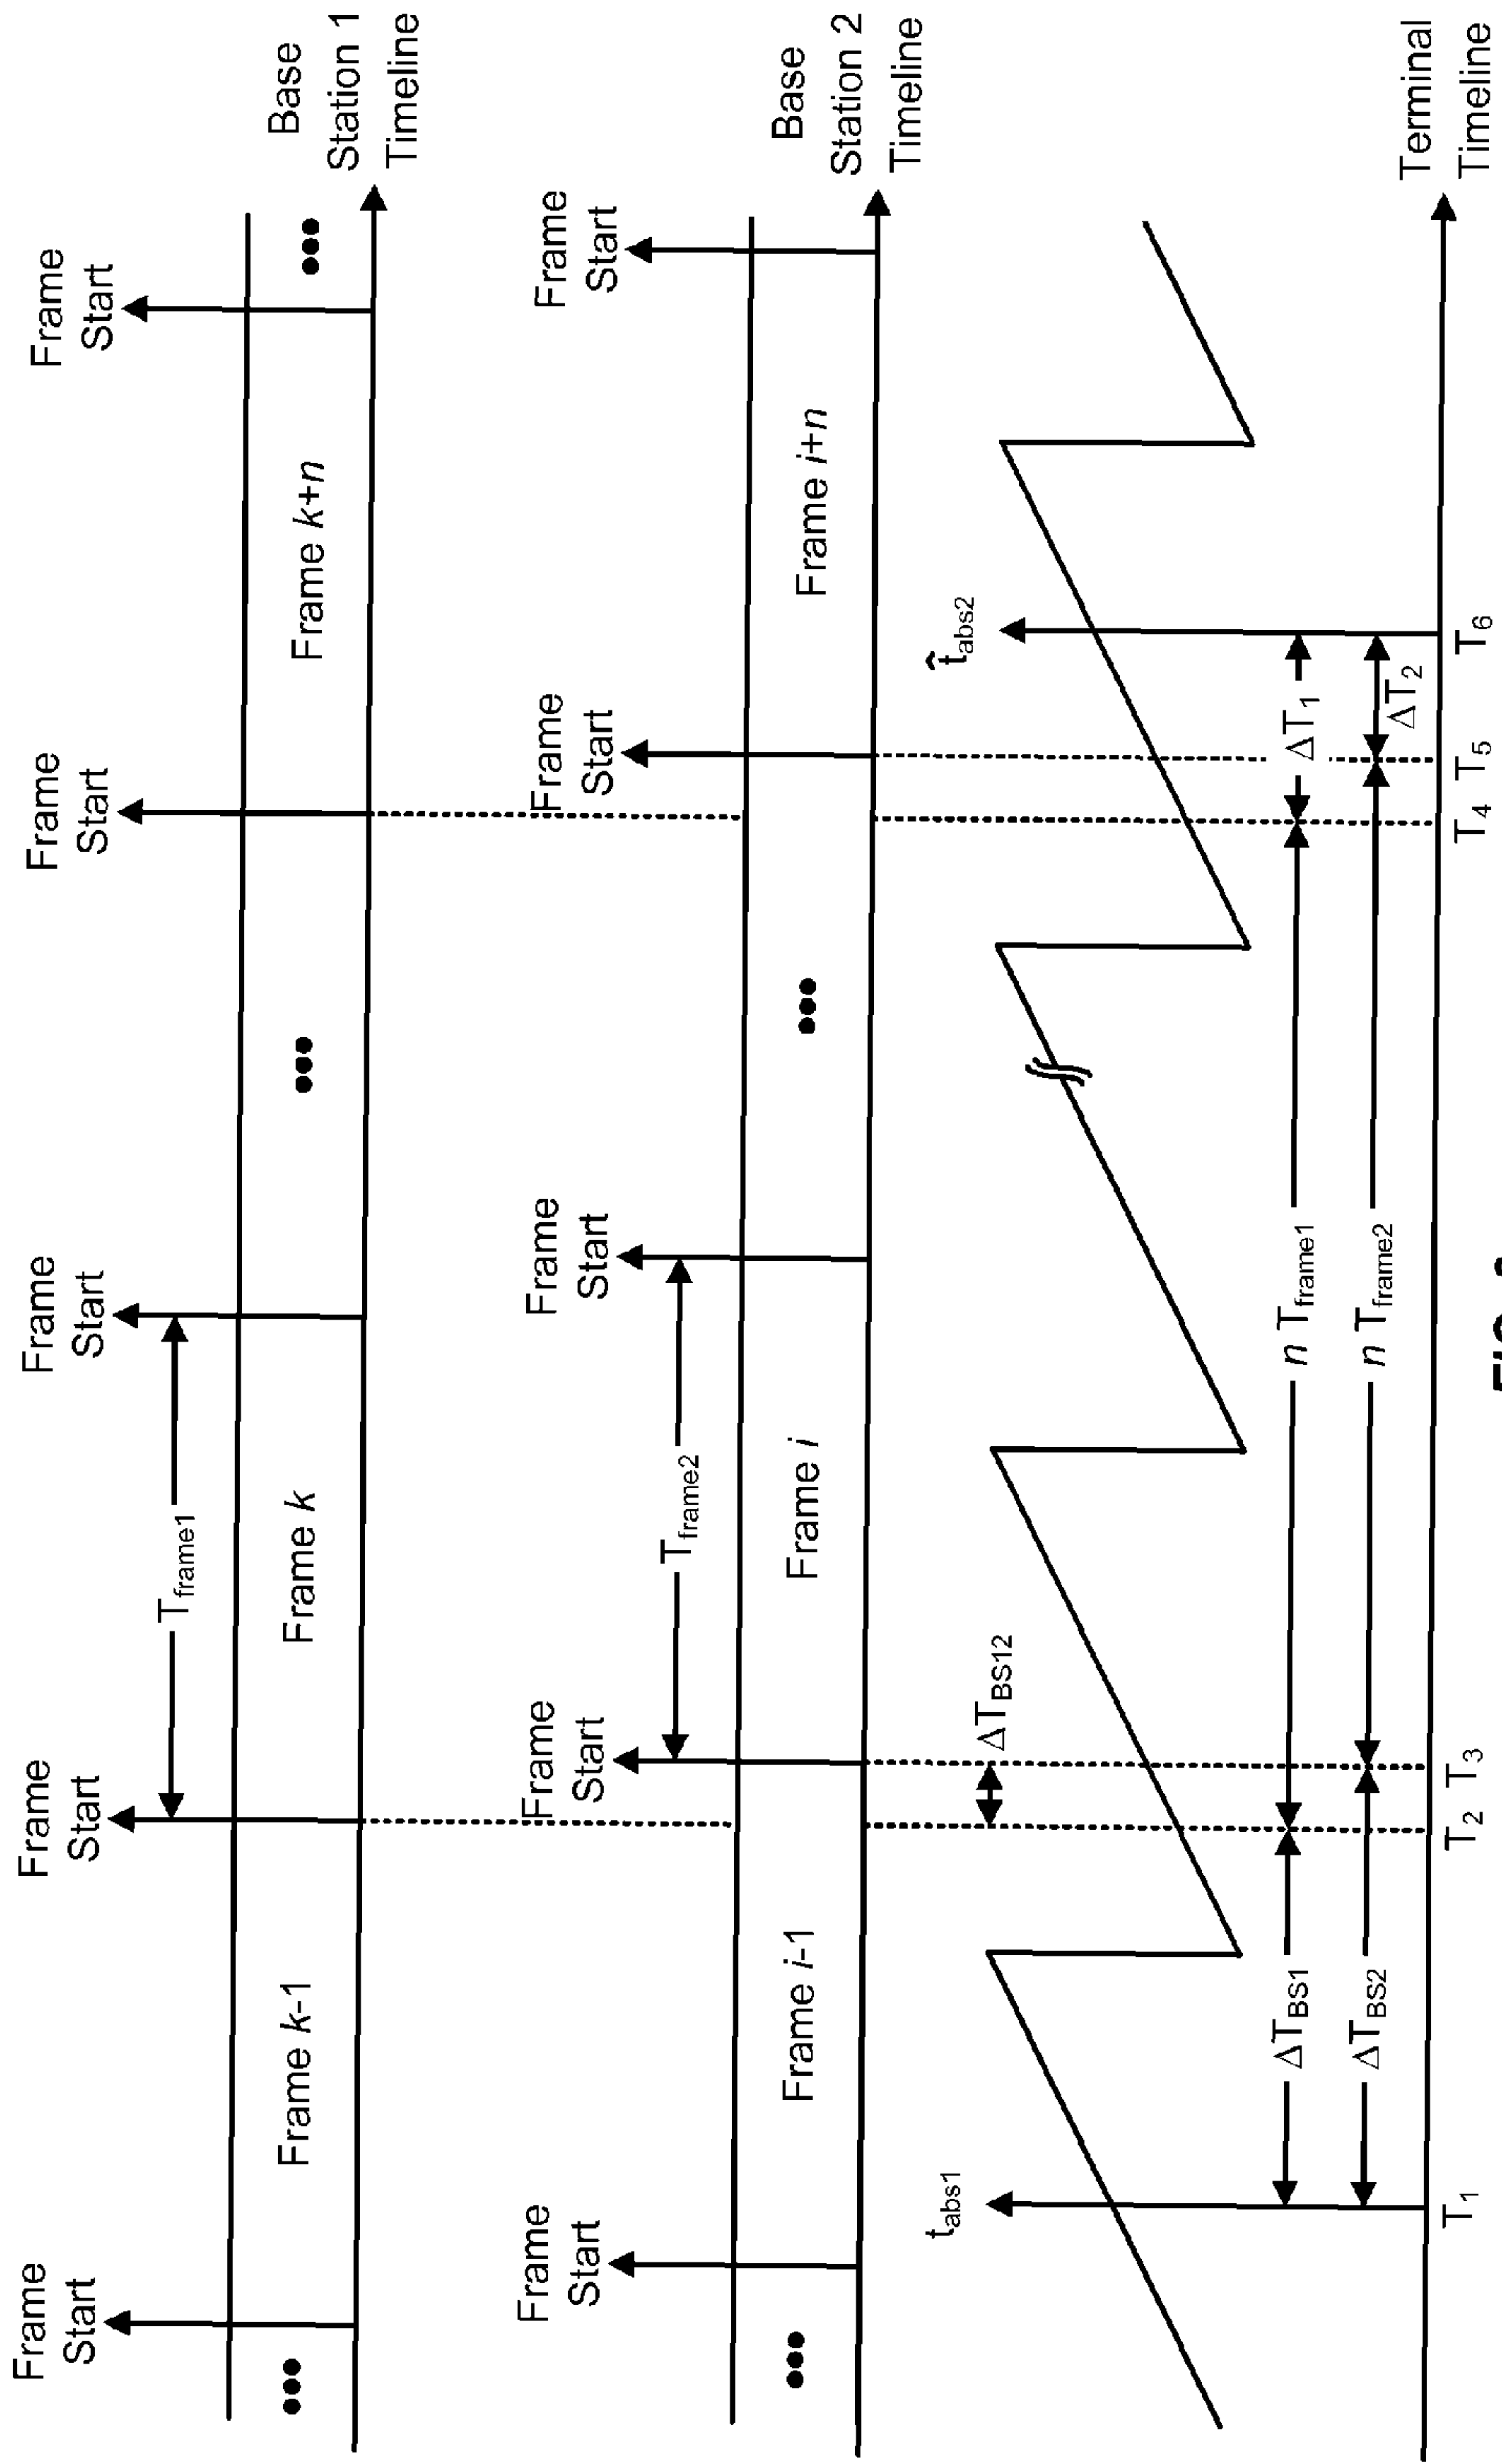 Frame
Start
Frame
Start
Frame
Start
Frame
Start
Frame
Start
T_frame1
Frame k-1
Frame k
Frame k+n
Base
Station 1
Timeline
Frame
Start
Frame
Start
Frame
Start
Frame
Start
Frame
Start
T_frame2
Frame i-1
Frame i
Frame i+n
Base
Station 2
Timeline
t_abs1
ΔT_BS12
t̂_abs2
ΔT_BS1
n T_frame1
ΔT_1
ΔT_BS2
n T_frame2
ΔT_2
T_1
T_2
T_3
T_4
T_5
T_6
Terminal
Timeline